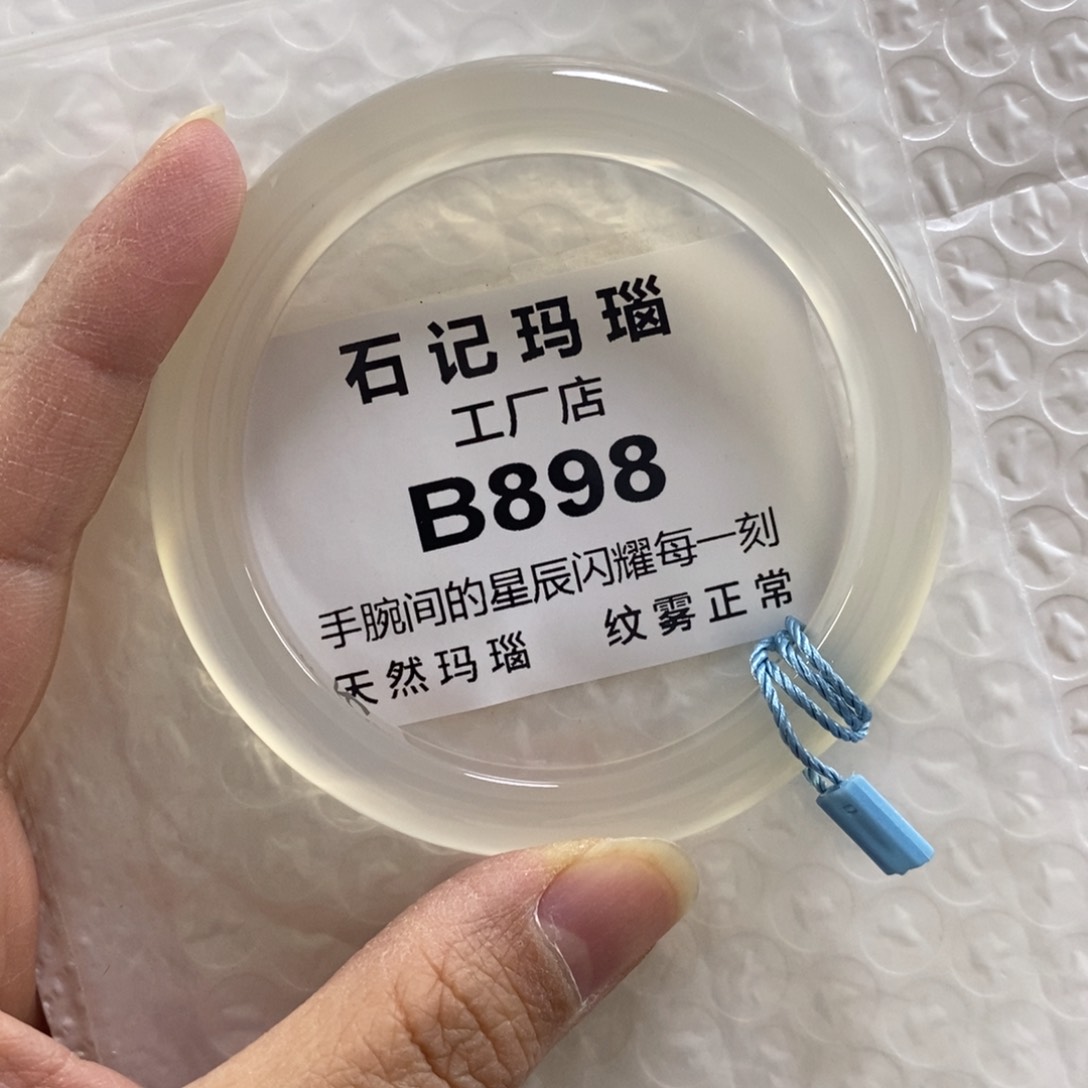 石记玛瑙
工厂店
B898
手腕间的星辰闪耀每一刻
天然玛瑙 纹雾正常